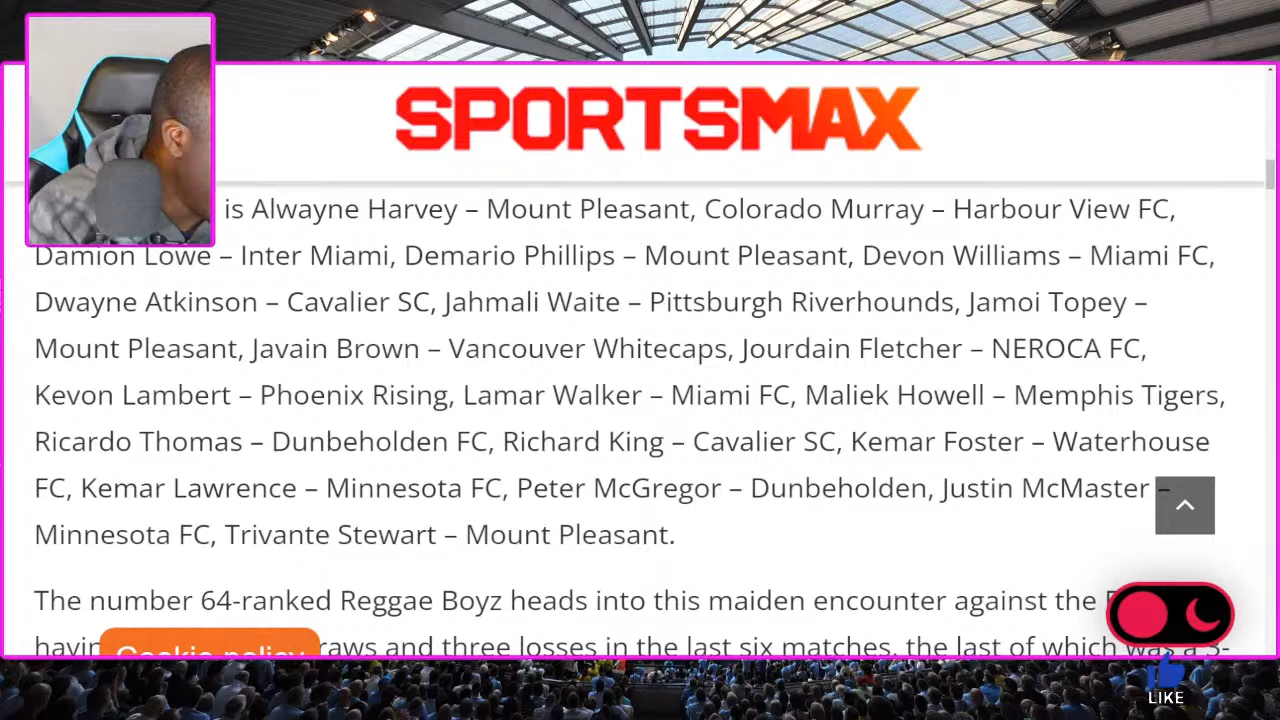 SPORTSMAX
is Alwayne Harvey – Mount Pleasant, Colorado Murray – Harbour View FC,
Damion Lowe – Inter Miami, Demario Phillips – Mount Pleasant, Devon Williams – Miami FC,
Dwayne Atkinson – Cavalier SC, Jahmali Waite – Pittsburgh Riverhounds, Jamoi Topey –
Mount Pleasant, Javain Brown – Vancouver Whitecaps, Jourdain Fletcher – NEROCA FC,
Kevon Lambert – Phoenix Rising, Lamar Walker – Miami FC, Maliek Howell – Memphis Tigers,
Ricardo Thomas – Dunbeholden FC, Richard King – Cavalier SC, Kemar Foster – Waterhouse
FC, Kemar Lawrence – Minnesota FC, Peter McGregor – Dunbeholden, Justin McMaster –
Minnesota FC, Trivante Stewart – Mount Pleasant.
The number 64-ranked Reggae Boyz heads into this maiden encounter against the
and three losses in the last six matches, the last of which was a 3-
Cookie policy
LIKE